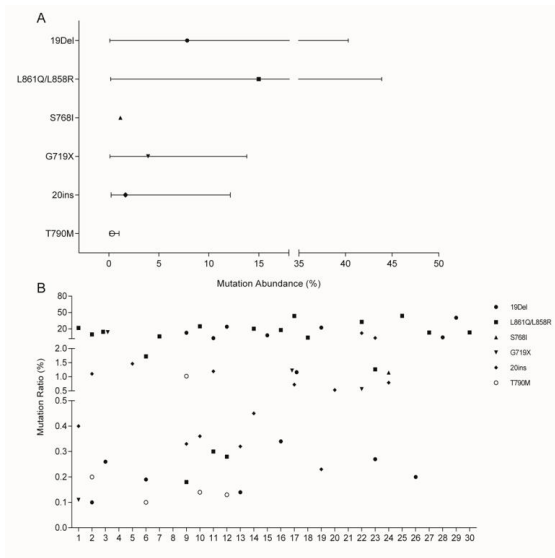 A
19Del
L861Q/L858R
S768I
G719X
20ins
T790M
0 5 10 15 35 40 45 50
Mutation Abundance (%)
B
Mutation Ratio (%)
80
50
20
2.0
1.5
1.0
0.5
0.5
0.4
0.3
0.2
0.1
0.0
1 2 3 4 5 6 7 8 9 10 11 12 13 14 15 16 17 18 19 20 21 22 23 24 25 26 27 28 29 30
19Del
L861Q/L858R
S768I
G719X
20ins
T790M